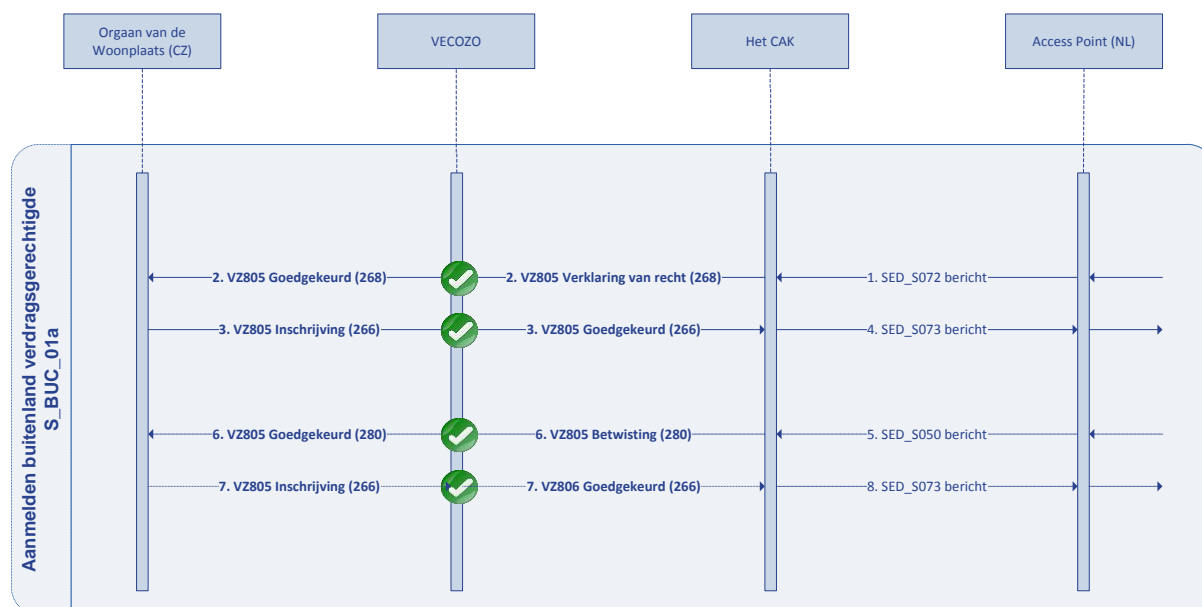 Orgaan van de
Woonplaats (CZ)
VECOZO
Het CAK
Access Point (NL)
Aanmelden buitenland verdragsgerechtigde
S_BUC_01a
2. VZ805 Goedgekeurd (268)
2. VZ805 Verklaring van recht (268)
1. SED_S072 bericht
3. VZ805 Inschrijving (266)
3. VZ805 Goedgekeurd (266)
4. SED_S073 bericht
6. VZ805 Goedgekeurd (280)
6. VZ805 Betwisting (280)
5. SED_S050 bericht
7. VZ805 Inschrijving (266)
7. VZ806 Goedgekeurd (266)
8. SED_S073 bericht